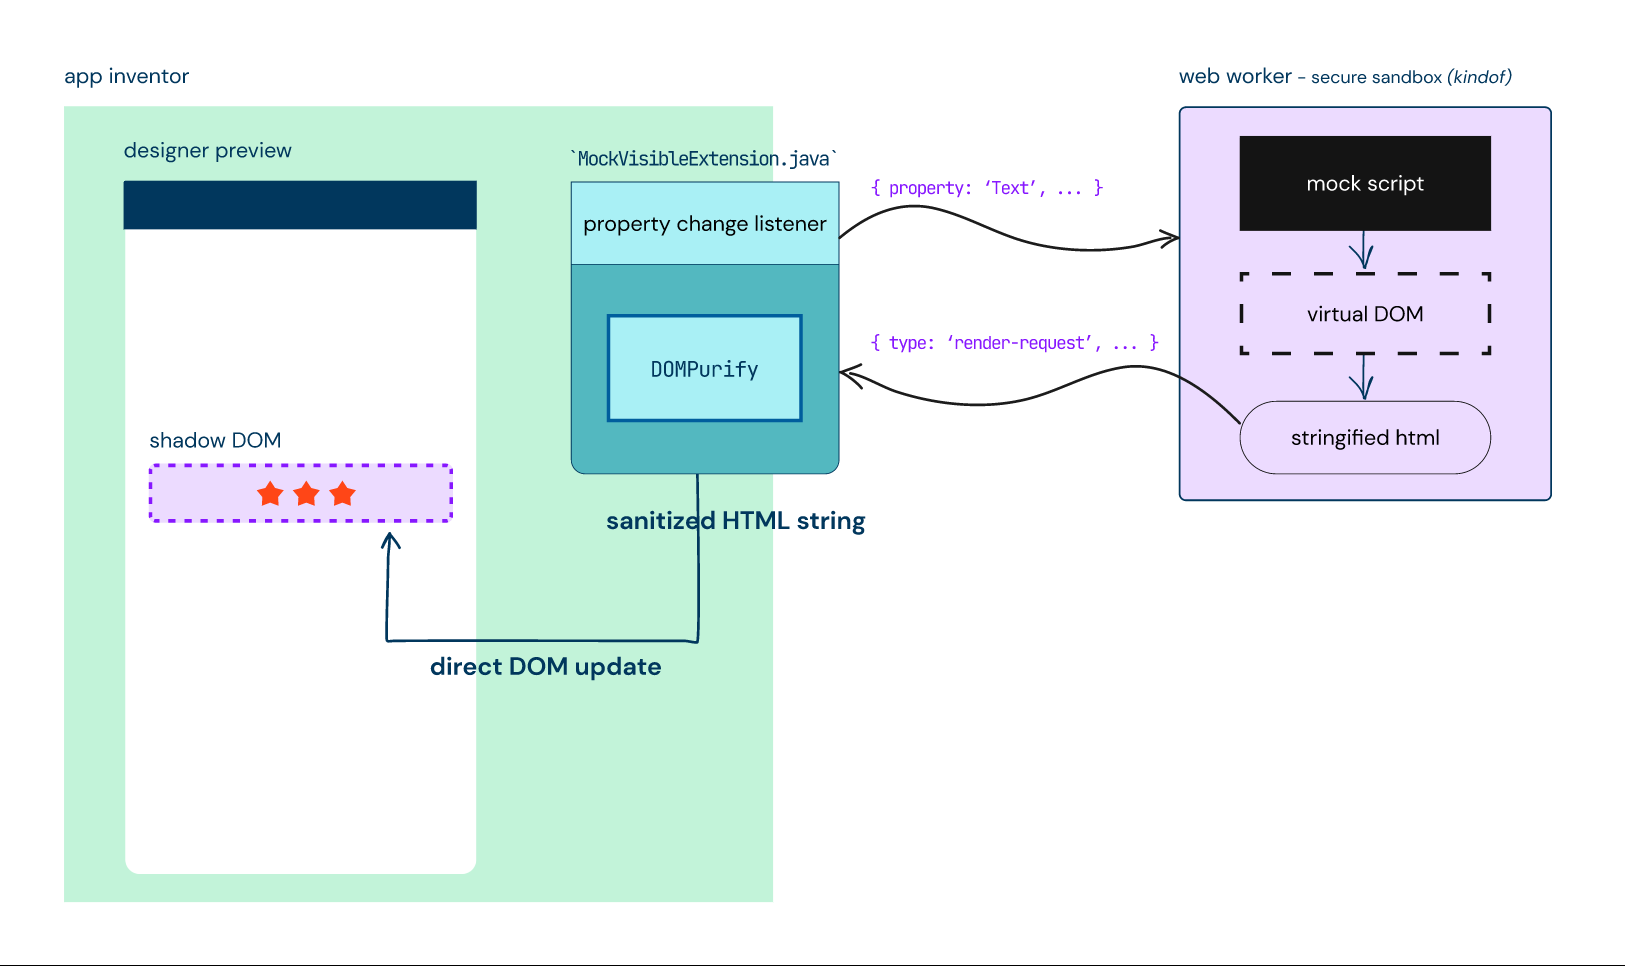 app inventor
web worker - secure sandbox (kindof)
designer preview
`MockVisibleExtension.java`
{ property: ‘Text’, ... }
property change listener
mock script
virtual DOM
{ type: ‘render-request’, ... }
DOMPurify
stringified html
shadow DOM
sanitized HTML string
direct DOM update